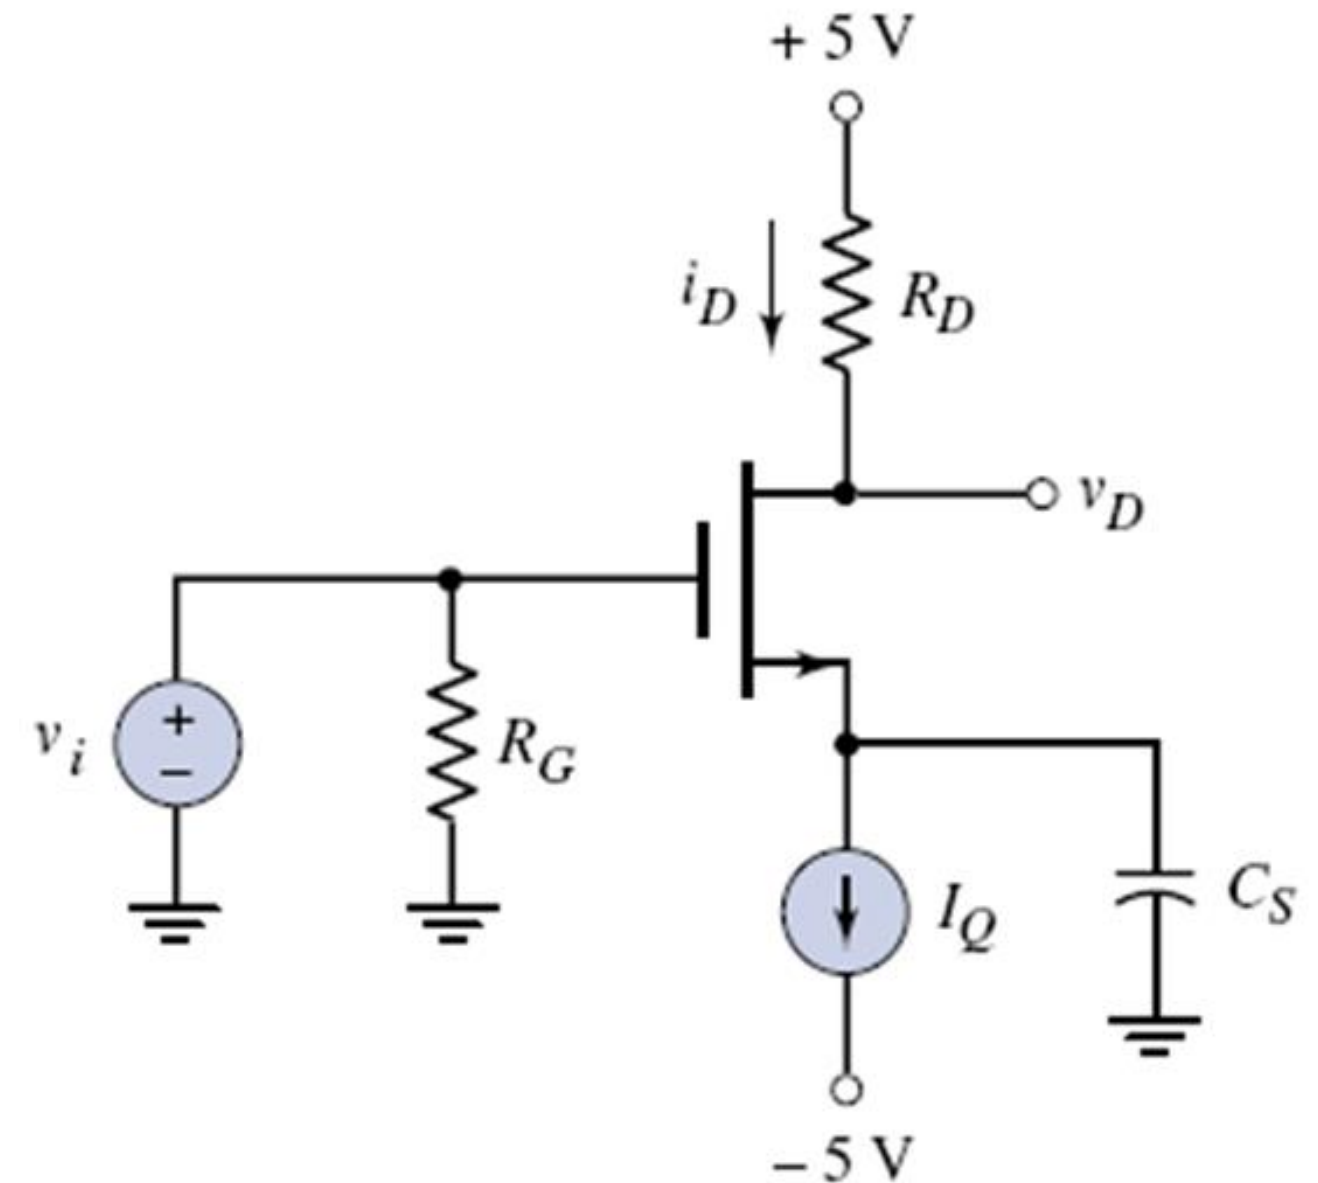 + 5 V
i_D
R_D
v_D
v_i
+
−
R_G
I_Q
C_S
− 5 V